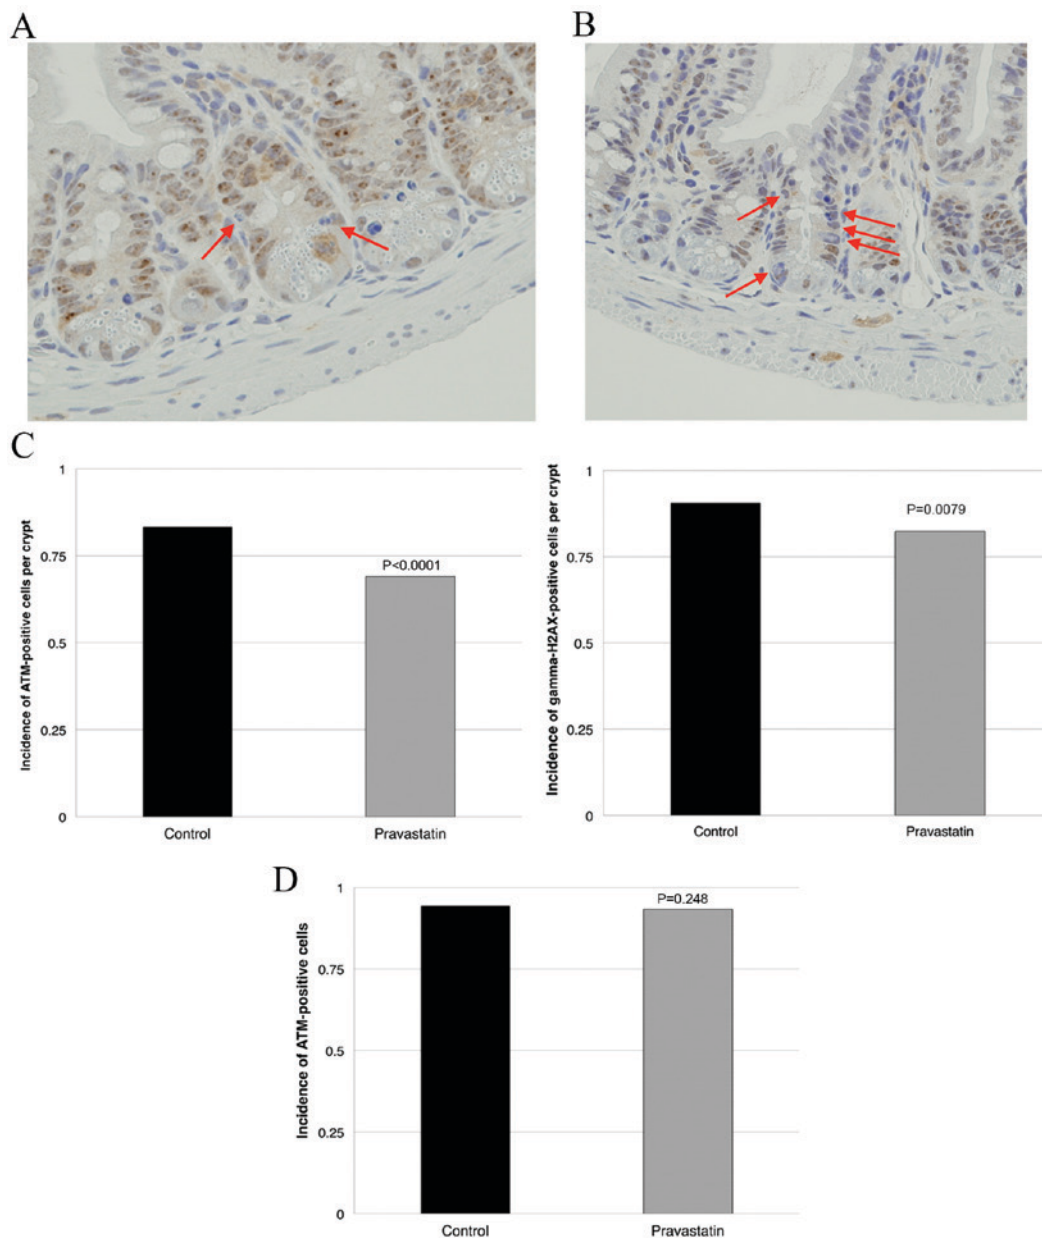 A
B
C
Incidence of ATM-positive cells per crypt
1
0.75
0.5
0.25
0
P<0.0001
Control
Pravastatin
Incidence of gamma-H2AX-positive cells per crypt
1
0.75
0.5
0.25
0
P=0.0079
Control
Pravastatin
D
Incidence of ATM-positive cells
1
0.75
0.5
0.25
0
P=0.248
Control
Pravastatin